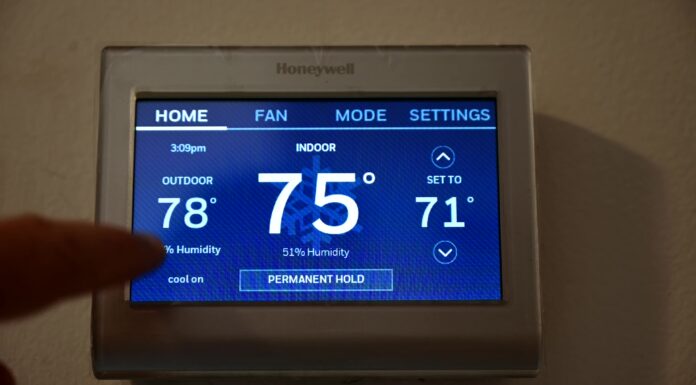 Honeywell
HOME FAN MODE SETTINGS
3:09pm
INDOOR
OUTDOOR
75°
SET TO
78°
71°
% Humidity
51% Humidity
cool on
PERMANENT HOLD